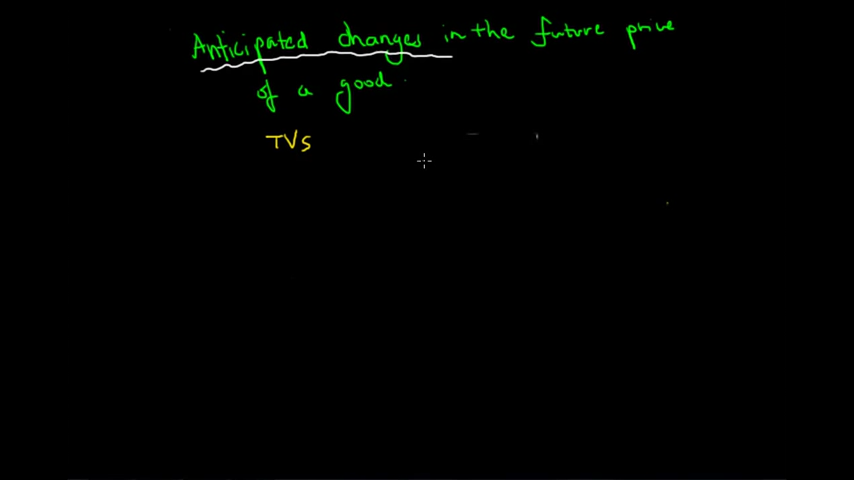 Anticipated changes in the future price
of a good
TVs